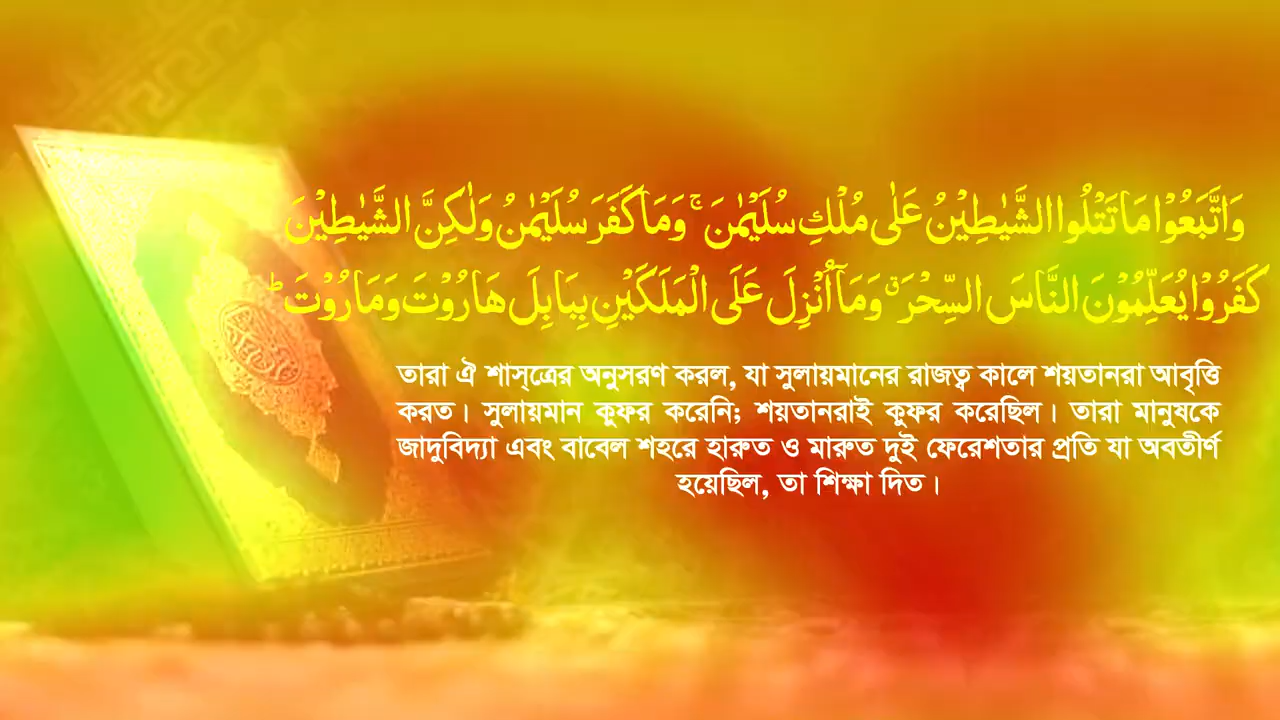 وَاتَّبَعُوۡا مَا تَتۡلُوا الشَّيٰطِيۡنُ عَلٰى مُلۡكِ سُلَيۡمٰنَ ۚ وَمَا كَفَرَ سُلَيۡمٰنُ وَلٰكِنَّ الشَّيٰطِيۡنَ
كَفَرُوۡا يُعَلِّمُوۡنَ النَّاسَ السِّحۡرَ ۗ وَمَآ اُنۡزِلَ عَلَى الۡمَلَكَيۡنِ بِبَابِلَ هَارُوۡتَ وَمَارُوۡتَ ؕ
তারা ঐ শাস্ত্রের অনুসরণ করল, যা সুলায়মানের রাজত্ব কালে শয়তানরা আবৃত্তি
করত। সুলায়মান কুফর করেনি; শয়তানরাই কুফর করেছিল। তারা মানুষকে
জাদুবিদ্যা এবং বাবেল শহরে হারুত ও মারুত দুই ফেরেশতার প্রতি যা অবতীর্ণ
হয়েছিল, তা শিক্ষা দিত।